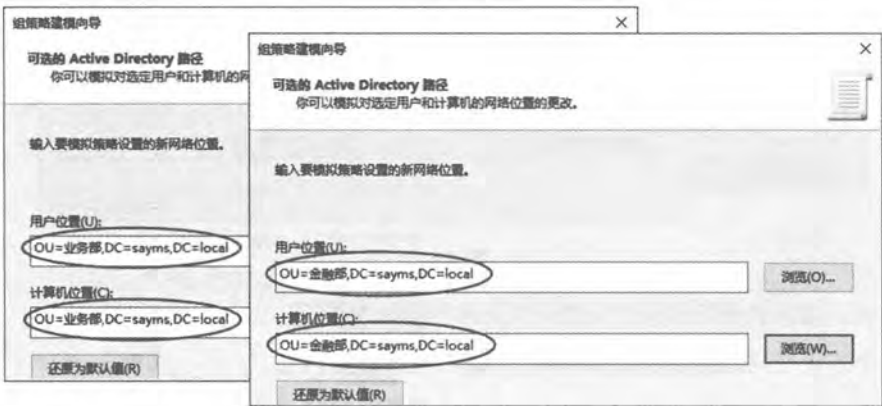 组策略建模向导
可选的 Active Directory 路径
你可以模拟对选定用户和计算机的网
输入要模拟策略设置的新网络位置。
用户位置(U):
OU=业务部,DC=sayms,DC=local
计算机位置(C):
OU=业务部,DC=sayms,DC=local
还原为默认值(R)
组策略建模向导
可选的 Active Directory 路径
你可以模拟对选定用户和计算机的网络位置的更改。
输入要模拟策略设置的新网络位置。
用户位置(U):
OU=金融部,DC=sayms,DC=local
浏览(O)...
计算机位置(C):
OU=金融部,DC=sayms,DC=local
浏览(W)...
还原为默认值(R)